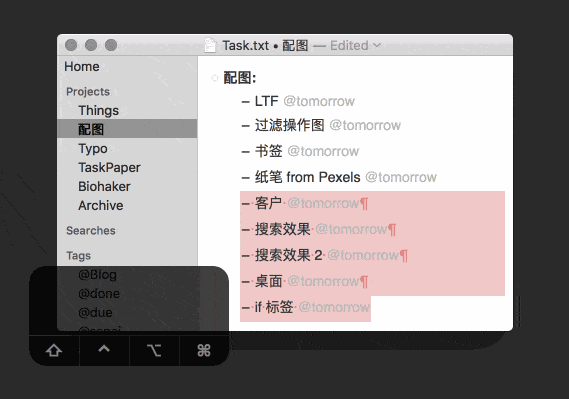 Task.txt • 配图 — Edited
Home
Projects
Things
配图
Typo
TaskPaper
Biohaker
Archive
Searches
Tags
@Blog
@done
@due
配图:
– LTF @tomorrow
– 过滤操作图 @tomorrow
– 书签 @tomorrow
– 纸笔 from Pexels @tomorrow
– 客户 @tomorrow¶
– 搜索效果 @tomorrow¶
– 搜索效果 2 @tomorrow¶
– 桌面 @tomorrow¶
– if 标签 @tomorrow
⇧ ^ ⌥ ⌘